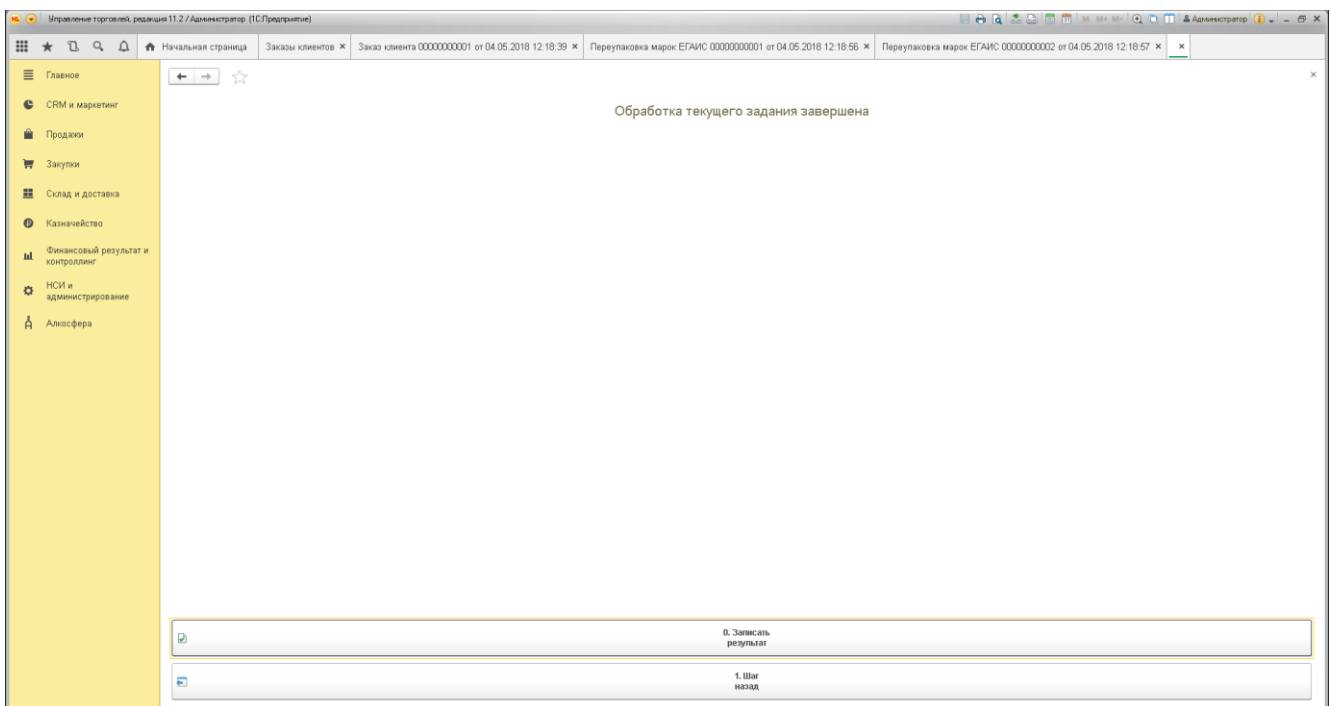 Управление торговлей, редакция 11.2 / Администратор (1С:Предприятие)
M M+ M- Администратор
Начальная страница Заказы клиентов × Заказ клиента 00000000001 от 04.05.2018 12:18:39 × Переупаковка марок ЕГАИС 00000000001 от 04.05.2018 12:18:56 × Переупаковка марок ЕГАИС 00000000002 от 04.05.2018 12:18:57 × ×
Главное
CRM и маркетинг
Продажи
Закупки
Склад и доставка
Казначейство
Финансовый результат и
контроллинг
НСИ и
администрирование
Алкосфера
Обработка текущего задания завершена
0. Записать
результат
1. Шаг
назад